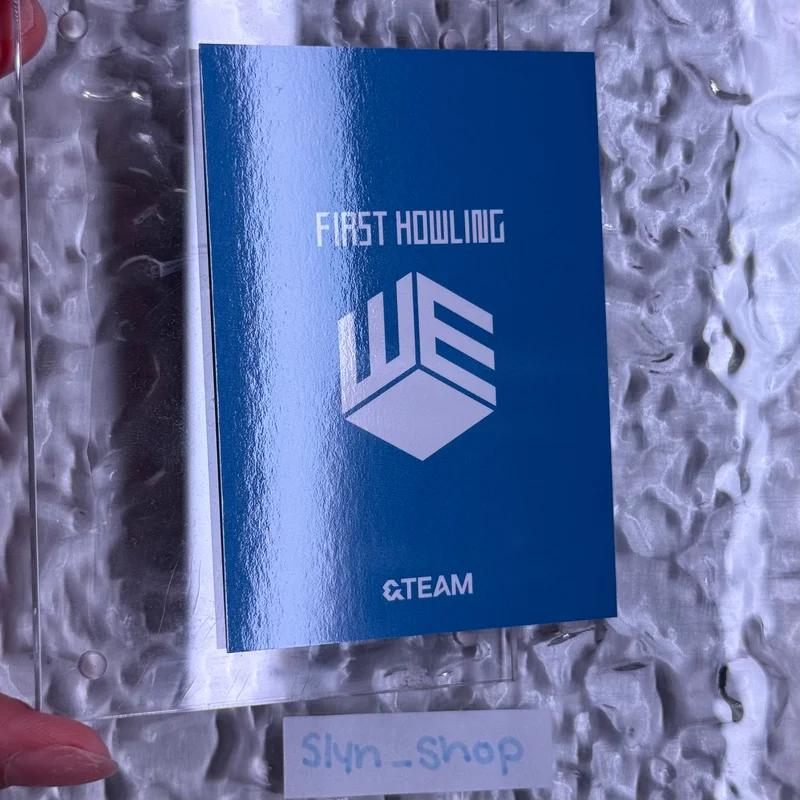 FIRST HOWLING
WE
&TEAM
Slyn_shop